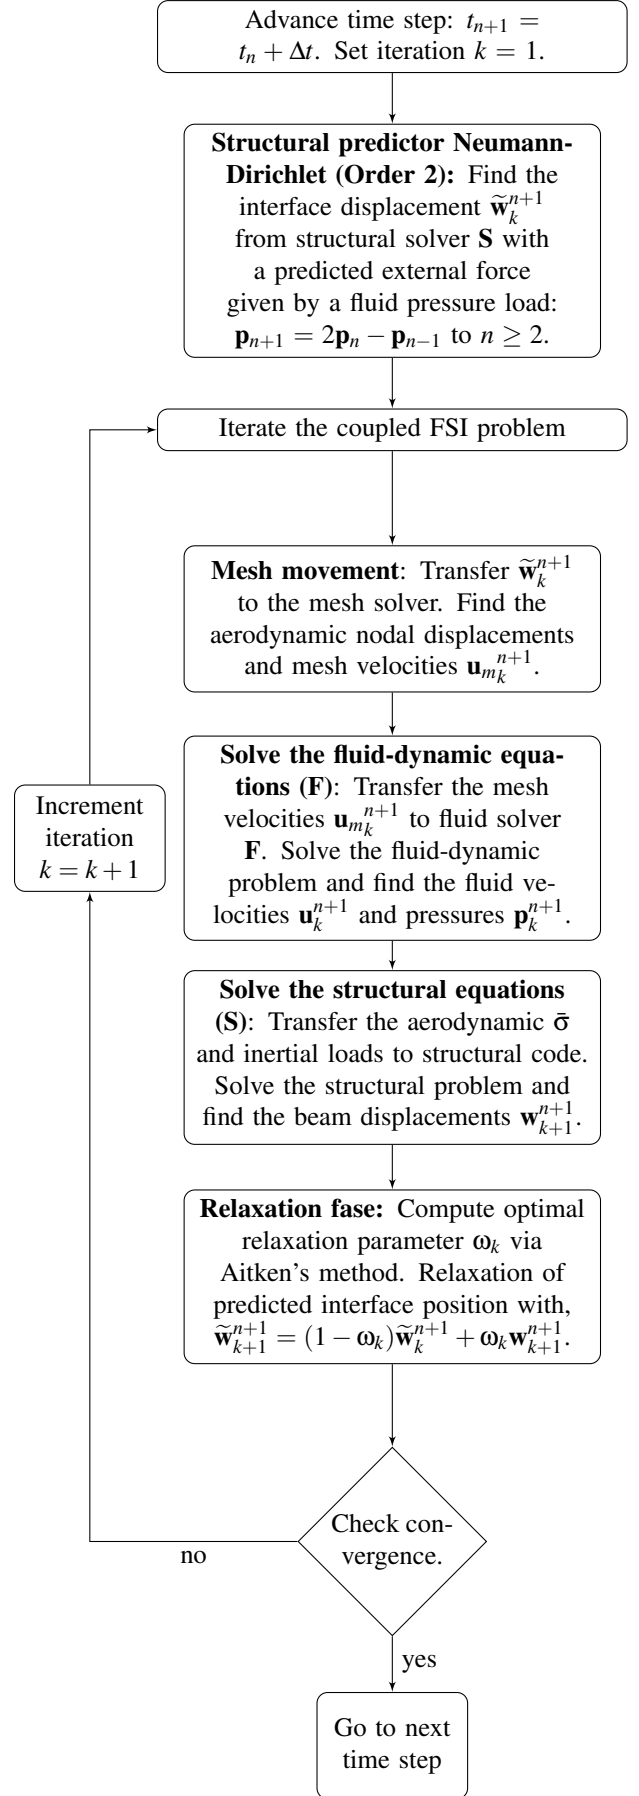 Advance time step: t_{n+1} =
t_n + Δt. Set iteration k = 1.
Structural predictor Neumann-
Dirichlet (Order 2): Find the
interface displacement w̃_k^{n+1}
from structural solver S with
a predicted external force
given by a fluid pressure load:
p_{n+1} = 2p_n − p_{n−1} to n ≥ 2.
Iterate the coupled FSI problem
Mesh movement: Transfer w̃_k^{n+1}
to the mesh solver. Find the
aerodynamic nodal displacements
and mesh velocities u_{m_k}^{n+1}.
Solve the fluid-dynamic equa-
tions (F): Transfer the mesh
velocities u_{m_k}^{n+1} to fluid solver
F. Solve the fluid-dynamic
problem and find the fluid ve-
locities u_k^{n+1} and pressures p_k^{n+1}.
Increment
iteration
k = k + 1
Solve the structural equations
(S): Transfer the aerodynamic σ̄
and inertial loads to structural code.
Solve the structural problem and
find the beam displacements w_{k+1}^{n+1}.
Relaxation fase: Compute optimal
relaxation parameter ω_k via
Aitken's method. Relaxation of
predicted interface position with,
w̃_{k+1}^{n+1} = (1 − ω_k)w̃_k^{n+1} + ω_k w_{k+1}^{n+1}.
Check con-
vergence.
no
yes
Go to next
time step